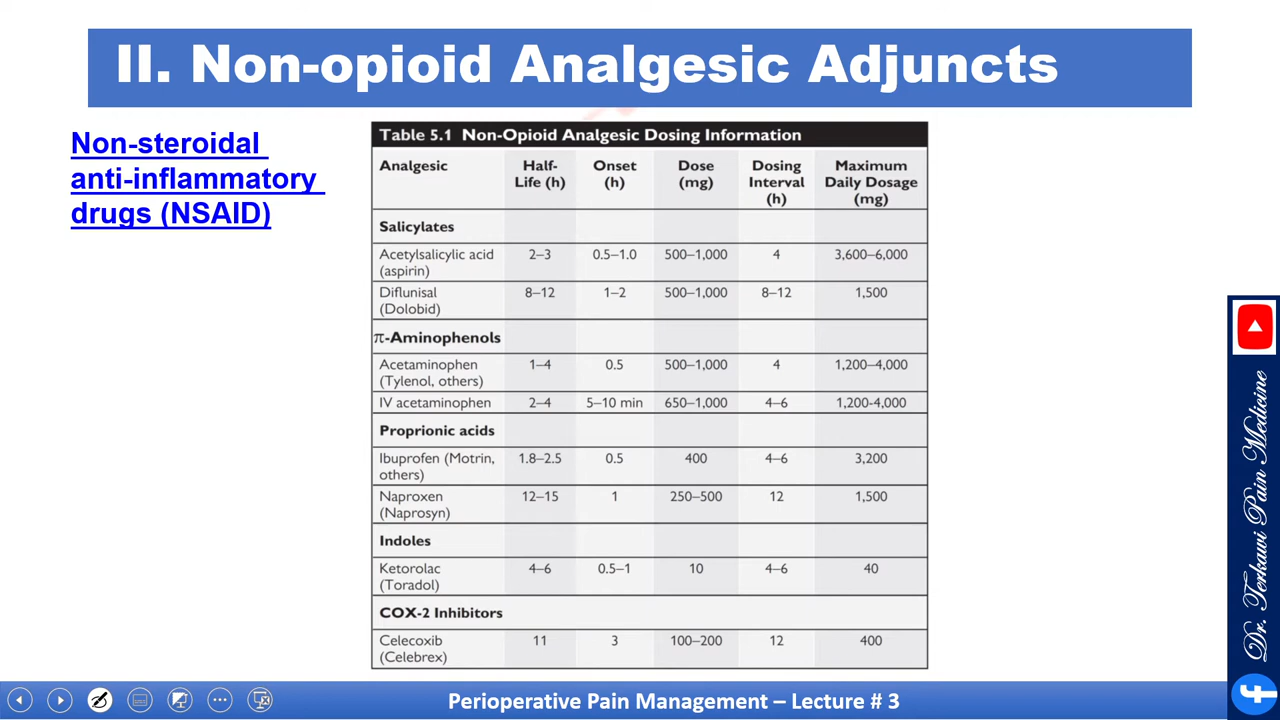 II. Non-opioid Analgesic Adjuncts
Non-steroidal
anti-inflammatory
drugs (NSAID)
Table 5.1 Non-Opioid Analgesic Dosing Information
Analgesic Half-Life (h) Onset (h) Dose (mg) Dosing Interval (h) Maximum Daily Dosage (mg)
Salicylates
Acetylsalicylic acid (aspirin) 2–3 0.5–1.0 500–1,000 4 3,600–6,000
Diflunisal (Dolobid) 8–12 1–2 500–1,000 8–12 1,500
π-Aminophenols
Acetaminophen (Tylenol, others) 1–4 0.5 500–1,000 4 1,200–4,000
IV acetaminophen 2–4 5–10 min 650–1,000 4–6 1,200-4,000
Proprionic acids
Ibuprofen (Motrin, others) 1.8–2.5 0.5 400 4–6 3,200
Naproxen (Naprosyn) 12–15 1 250–500 12 1,500
Indoles
Ketorolac (Toradol) 4–6 0.5–1 10 4–6 40
COX-2 Inhibitors
Celecoxib (Celebrex) 11 3 100–200 12 400
Dr. Terkawi Pain Medicine
Perioperative Pain Management – Lecture # 3